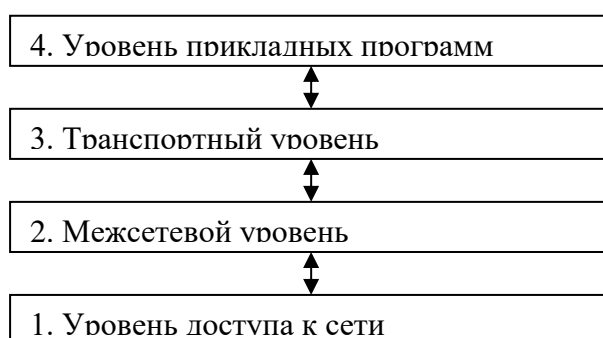 4. Уровень прикладных программ
3. Транспортный уровень
2. Межсетевой уровень
1. Уровень доступа к сети